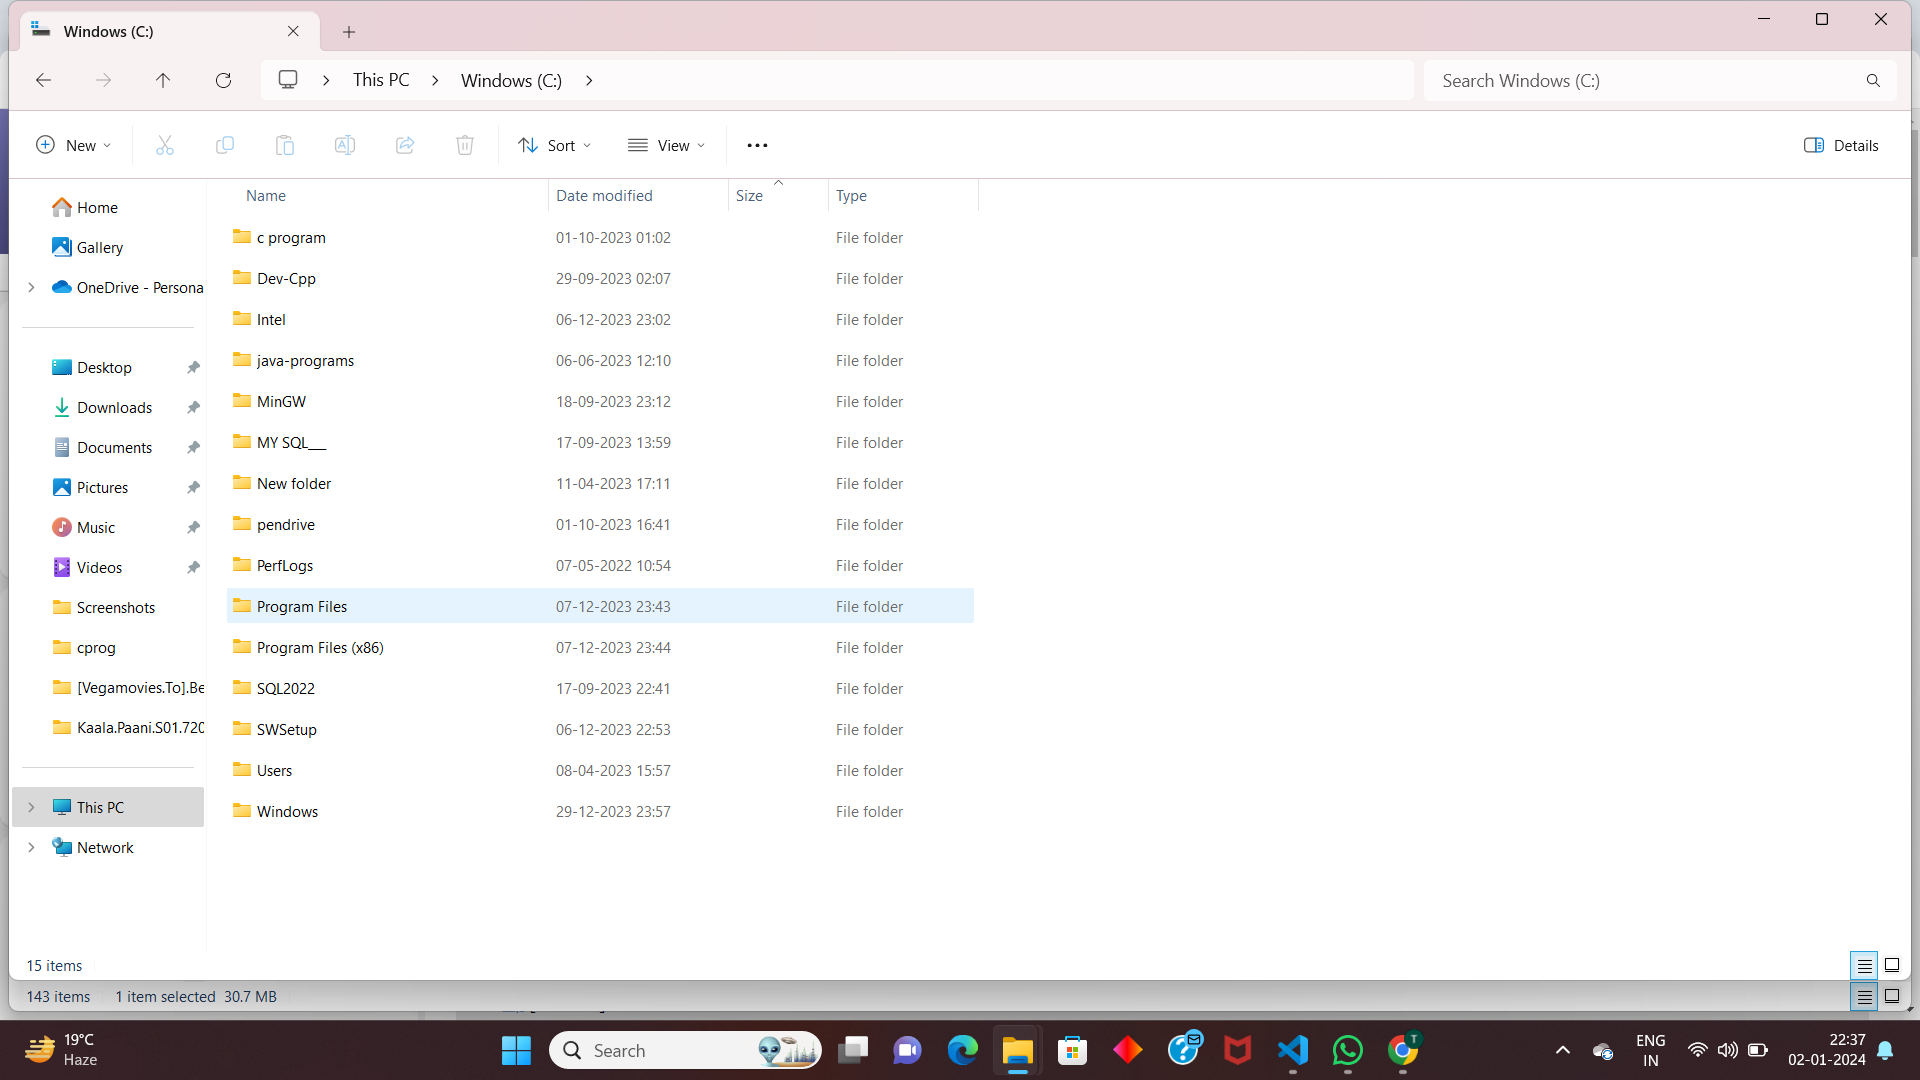 Windows (C:)
This PC
Windows (C:)
Search Windows (C:)
New
Sort
View
Details
Home
Gallery
OneDrive - Persona
Desktop
Downloads
Documents
Pictures
Music
Videos
Screenshots
cprog
[Vegamovies.To].Be
Kaala.Paani.S01.720
This PC
Network
Name Date modified Size Type
c program 01-10-2023 01:02 File folder
Dev-Cpp 29-09-2023 02:07 File folder
Intel 06-12-2023 23:02 File folder
java-programs 06-06-2023 12:10 File folder
MinGW 18-09-2023 23:12 File folder
MY SQL___ 17-09-2023 13:59 File folder
New folder 11-04-2023 17:11 File folder
pendrive 01-10-2023 16:41 File folder
PerfLogs 07-05-2022 10:54 File folder
Program Files 07-12-2023 23:43 File folder
Program Files (x86) 07-12-2023 23:44 File folder
SQL2022 17-09-2023 22:41 File folder
SWSetup 06-12-2023 22:53 File folder
Users 08-04-2023 15:57 File folder
Windows 29-12-2023 23:57 File folder
15 items
143 items 1 item selected 30.7 MB
19°C
Haze
Search
T
ENG
IN
22:37
02-01-2024